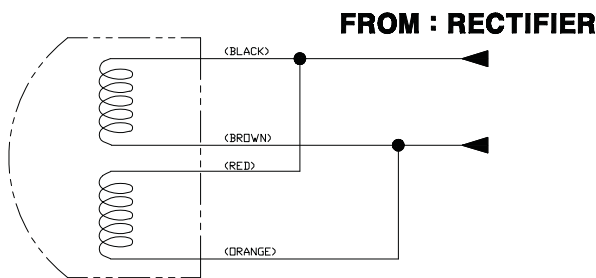 FROM : RECTIFIER
(BLACK)
(BROWN)
(RED)
(ORANGE)